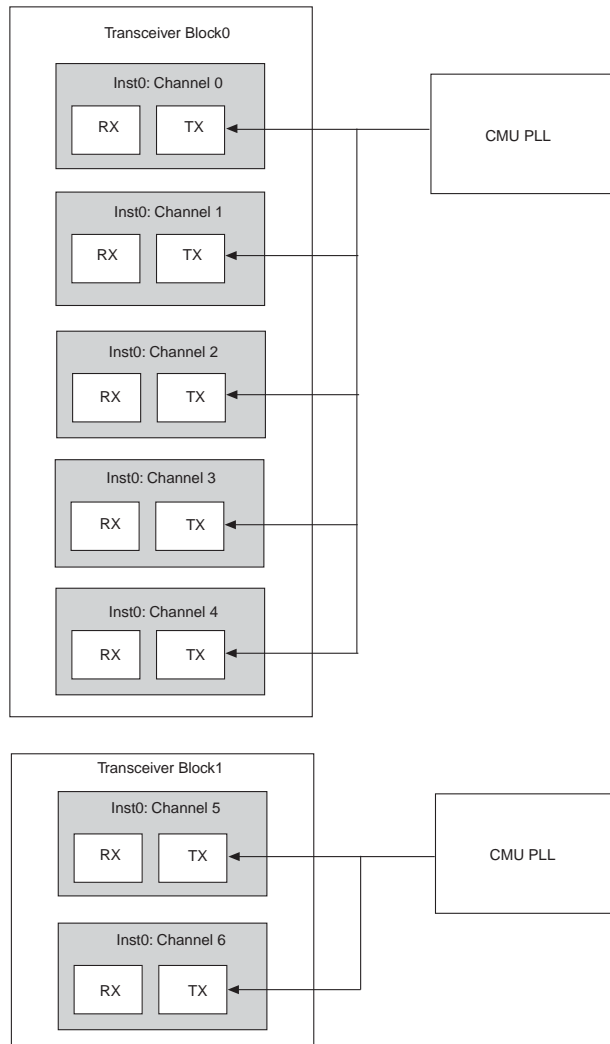 Transceiver Block0
Inst0: Channel 0
RX
TX
CMU PLL
Inst0: Channel 1
RX
TX
Inst0: Channel 2
RX
TX
Inst0: Channel 3
RX
TX
Inst0: Channel 4
RX
TX
Transceiver Block1
Inst0: Channel 5
RX
TX
CMU PLL
Inst0: Channel 6
RX
TX